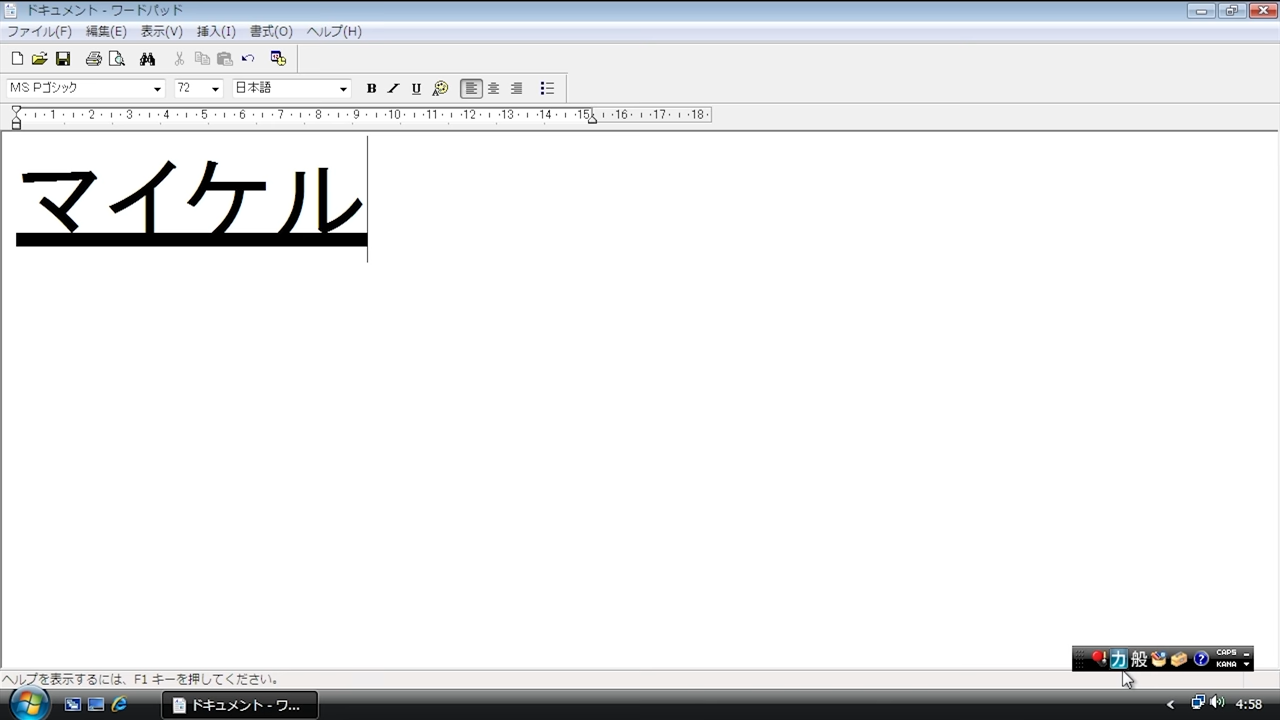 ドキュメント - ワードパッド
ファイル(F) 編集(E) 表示(V) 挿入(I) 書式(O) ヘルプ(H)
MS Pゴシック 72 日本語 B U
1 2 3 4 5 6 7 8 9 10 11 12 13 14 15 16 17 18
マイケル
カ 般 ? CAPS
KANA
ヘルプを表示するには、F1 キーを押してください。
ドキュメント - ワ... < 4:58